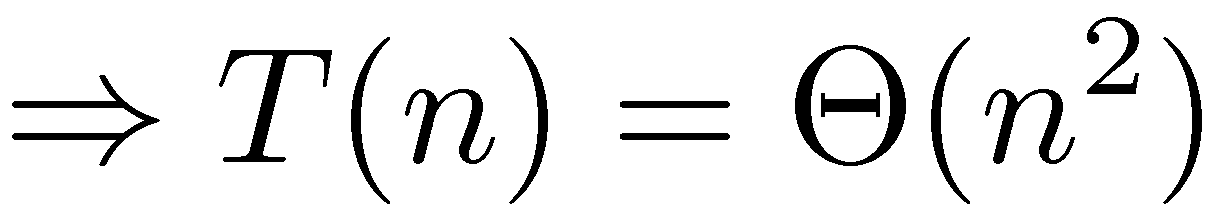 ⇒ T(n) = Θ(n²)